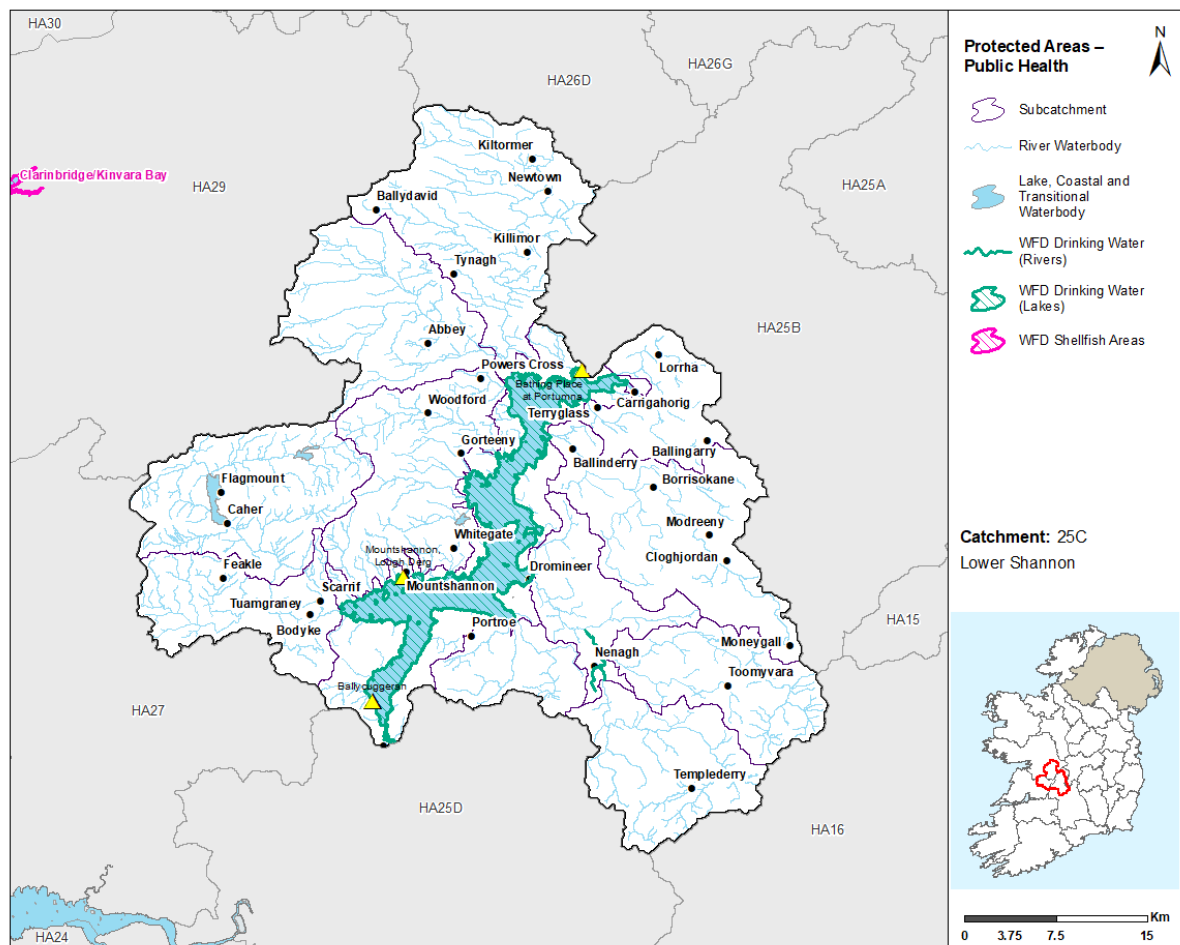 HA30
HA26G
HA26D
Clarinbridge/Kinvara Bay
HA29
HA25A
Kiltormer
Newtown
Ballydavid
Killimor
Tynagh
HA25B
Abbey
Lorrha
Powers Cross
Bathing Place
at Portumna
Carrigahorig
Woodford
Terryglass
Gorteeny
Ballingarry
Ballinderry
Flagmount
Borrisokane
Caher
Modreeny
Whitegate
Cloghjordan
Mountshannon,
Lough Derg
Feakle
Dromineer
Mountshannon
Scarrif
Tuamgraney
Bodyke
Portroe
HA15
Moneygall
Nenagh
Toomyvara
Ballycuggeran
HA27
Templederry
HA25D
HA16
HA24
Protected Areas –
Public Health
N
Subcatchment
River Waterbody
Lake, Coastal and
Transitional
Waterbody
WFD Drinking Water
(Rivers)
WFD Drinking Water
(Lakes)
WFD Shellfish Areas
Catchment: 25C
Lower Shannon
Km
0 3.75 7.5 15